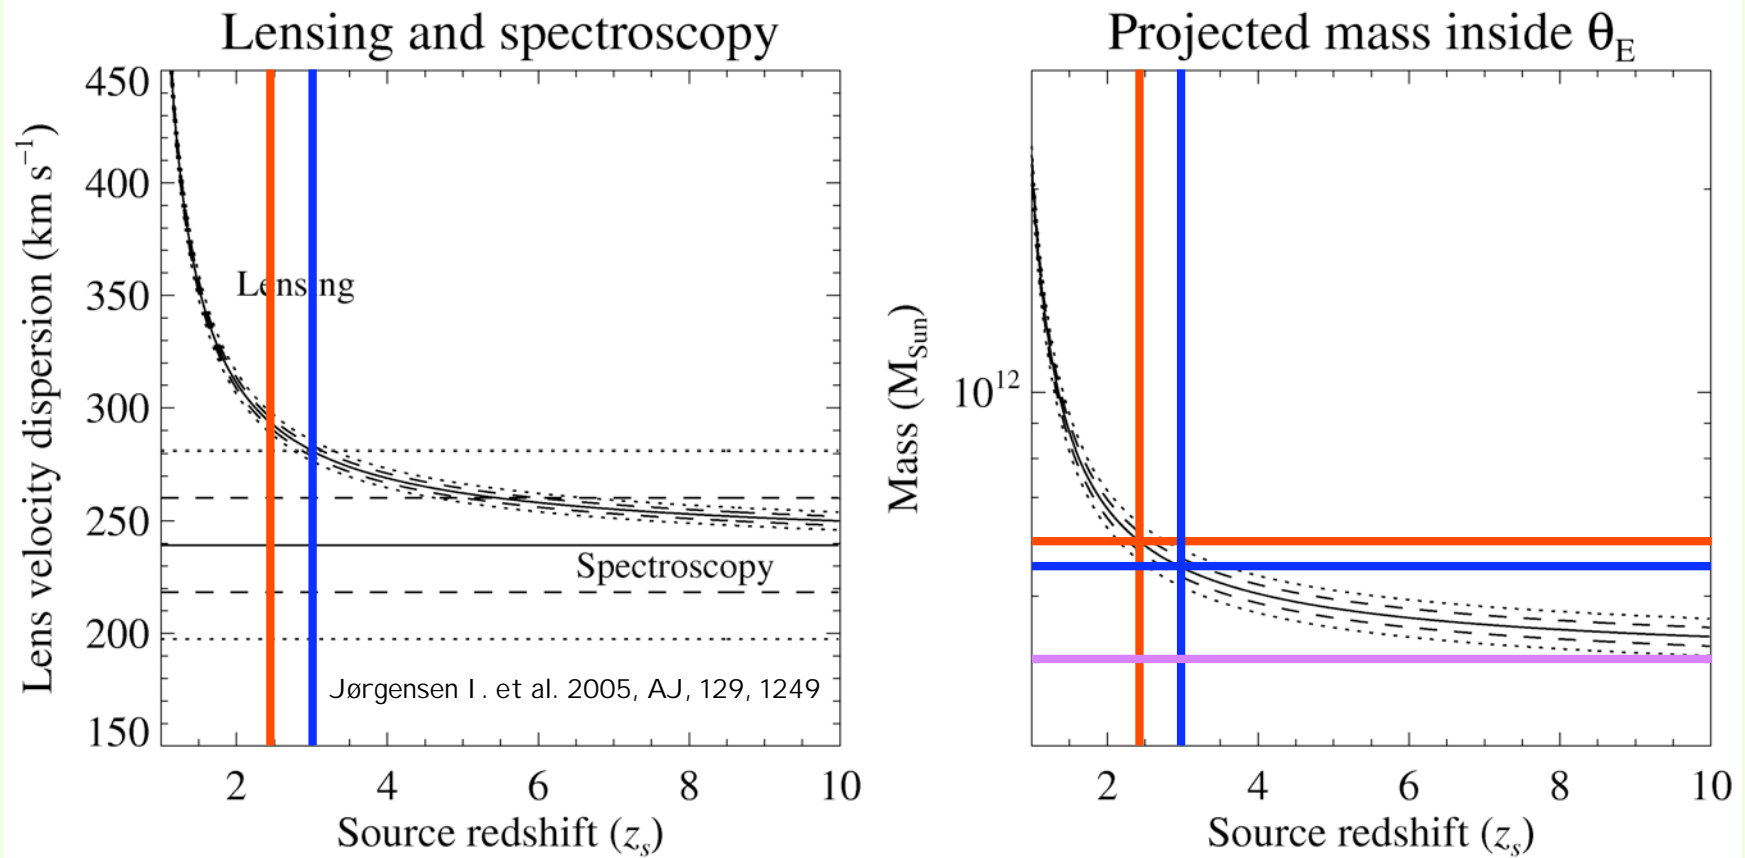 Lensing and spectroscopy
450
400
350
300
250
200
150
Lens velocity dispersion (km s⁻¹)
Lensing
Spectroscopy
Jørgensen I. et al. 2005, AJ, 129, 1249
2 4 6 8 10
Source redshift (zₛ)
Projected mass inside θ_E
10¹²
Mass (M_Sun)
2 4 6 8 10
Source redshift (zₛ)